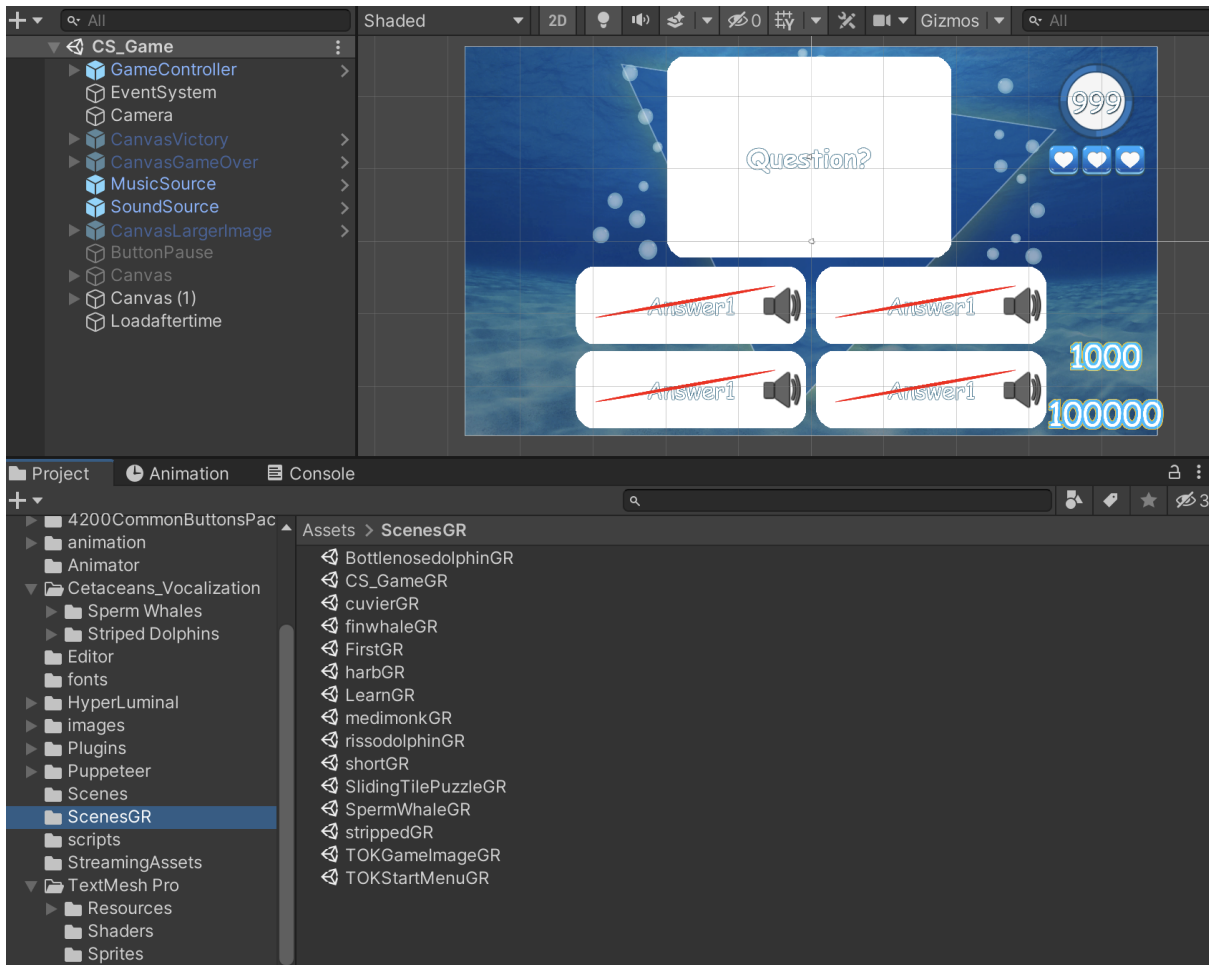 All
Shaded
2D
0
Gizmos
All
CS_Game
GameController
EventSystem
Camera
CanvasVictory
CanvasGameOver
MusicSource
SoundSource
CanvasLargerImage
ButtonPause
Canvas
Canvas (1)
Loadaftertime
999
Question?
Answer1
Answer1
Answer1
Answer1
1000
100000
Project
Animation
Console
3
4200CommonButtonsPac
animation
Animator
Cetaceans_Vocalization
Sperm Whales
Striped Dolphins
Editor
fonts
HyperLuminal
images
Plugins
Puppeteer
Scenes
ScenesGR
scripts
StreamingAssets
TextMesh Pro
Resources
Shaders
Sprites
Assets > ScenesGR
BottlenosedolphinGR
CS_GameGR
cuvierGR
finwhaleGR
FirstGR
harbGR
LearnGR
medimonkGR
rissodolphinGR
shortGR
SlidingTilePuzzleGR
SpermWhaleGR
strippedGR
TOKGameImageGR
TOKStartMenuGR